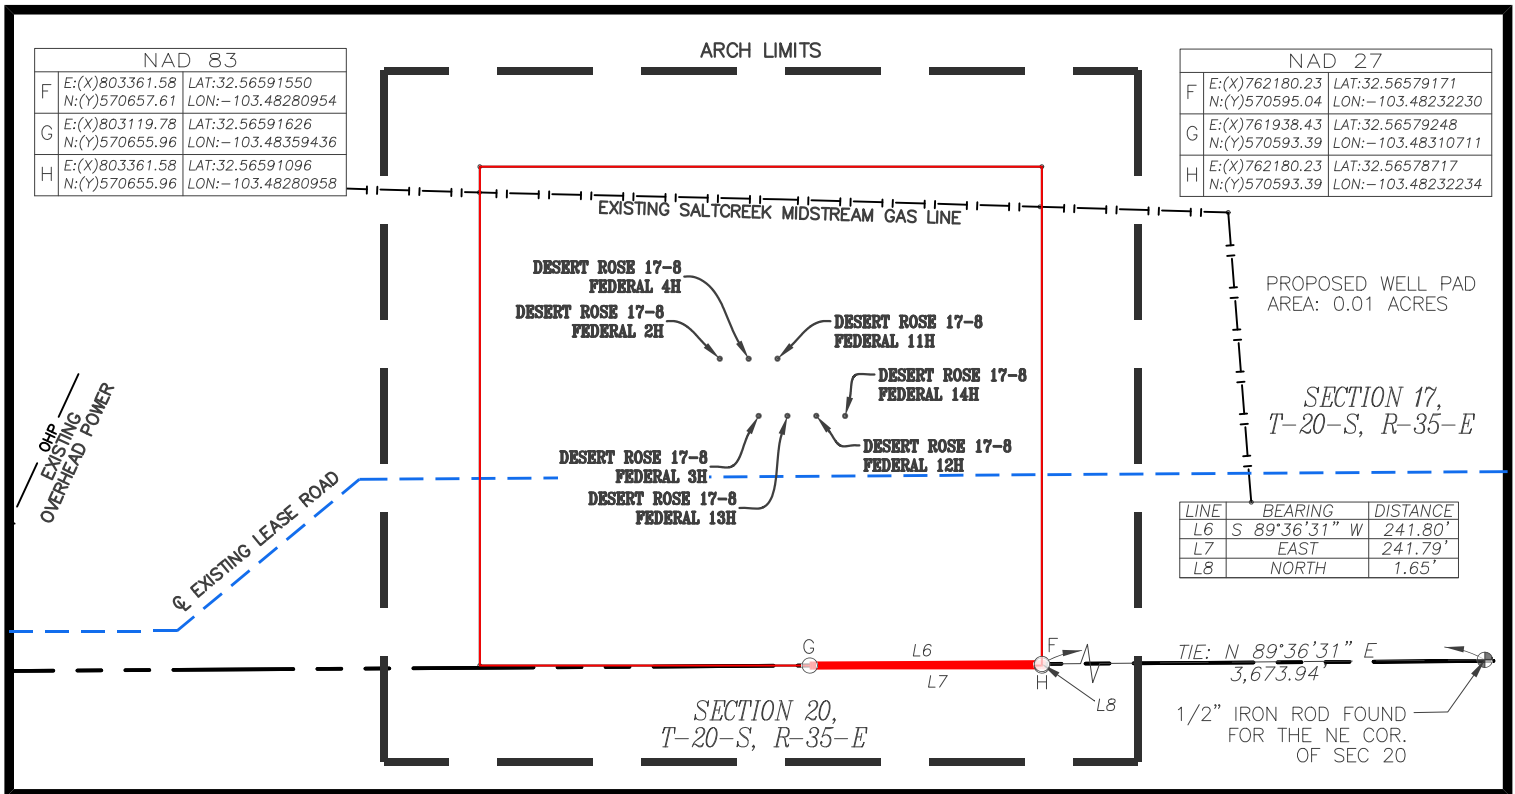 ARCH LIMITS
NAD 83
F E:(X)803361.58 LAT:32.56591550
N:(Y)570657.61 LON:-103.48280954
G E:(X)803119.78 LAT:32.56591626
N:(Y)570655.96 LON:-103.48359436
H E:(X)803361.58 LAT:32.56591096
N:(Y)570655.96 LON:-103.48280958
NAD 27
F E:(X)762180.23 LAT:32.56579171
N:(Y)570595.04 LON:-103.48232230
G E:(X)761938.43 LAT:32.56579248
N:(Y)570593.39 LON:-103.48310711
H E:(X)762180.23 LAT:32.56578717
N:(Y)570593.39 LON:-103.48232234
EXISTING SALTCREEK MIDSTREAM GAS LINE
DESERT ROSE 17-8
FEDERAL 4H
DESERT ROSE 17-8
FEDERAL 2H
DESERT ROSE 17-8
FEDERAL 11H
DESERT ROSE 17-8
FEDERAL 14H
DESERT ROSE 17-8
FEDERAL 12H
DESERT ROSE 17-8
FEDERAL 3H
DESERT ROSE 17-8
FEDERAL 13H
PROPOSED WELL PAD
AREA: 0.01 ACRES
SECTION 17,
T-20-S, R-35-E
OHP
EXISTING
OVERHEAD POWER
℄ EXISTING LEASE ROAD
LINE BEARING DISTANCE
L6 S 89°36'31" W 241.80'
L7 EAST 241.79'
L8 NORTH 1.65'
G
L6
F
L7
H
L8
TIE: N 89°36'31" E
3,673.94'
1/2" IRON ROD FOUND
FOR THE NE COR.
OF SEC 20
SECTION 20,
T-20-S, R-35-E